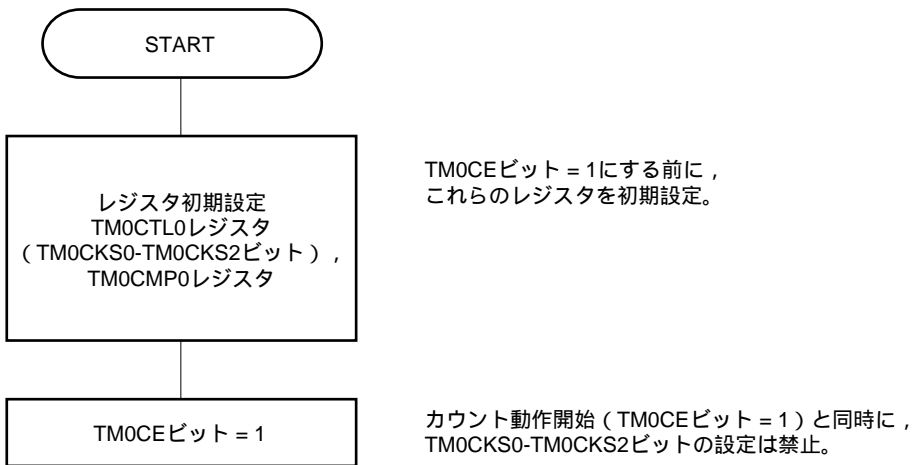 START
TM0CEビット = 1にする前に，
これらのレジスタを初期設定。
レジスタ初期設定
TM0CTL0レジスタ
（TM0CKS0-TM0CKS2ビット），
TM0CMP0レジスタ
TM0CEビット = 1
カウント動作開始（TM0CEビット = 1）と同時に，
TM0CKS0-TM0CKS2ビットの設定は禁止。